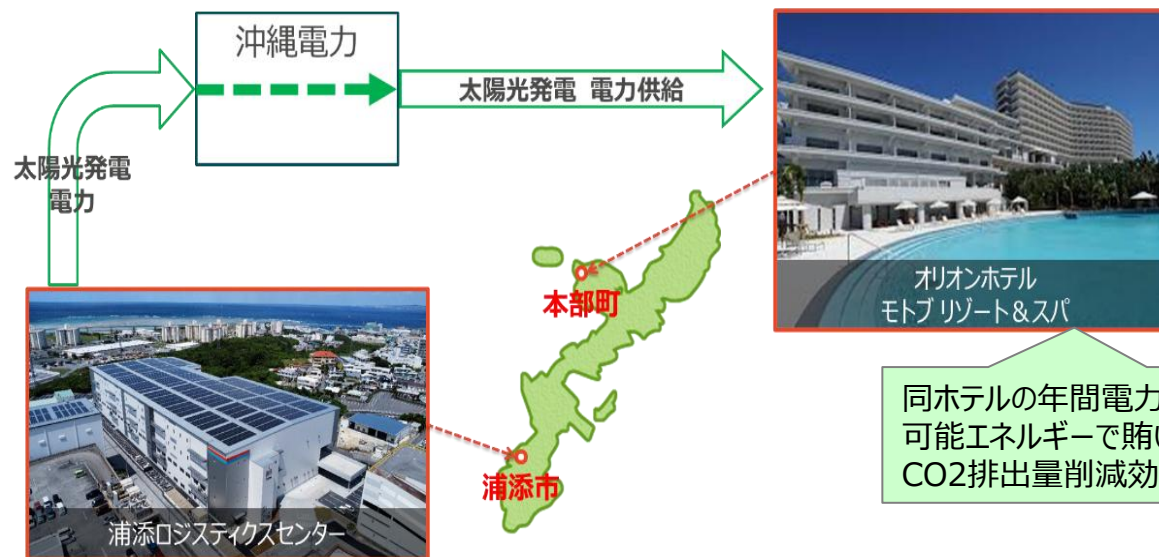 沖縄電力
太陽光発電 電力供給
太陽光発電
電力
本部町
浦添市
オリオンホテル
モトブ リゾート＆スパ
浦添ロジスティクスセンター
同ホテルの年間電力
可能エネルギーで賄
CO2排出量削減効